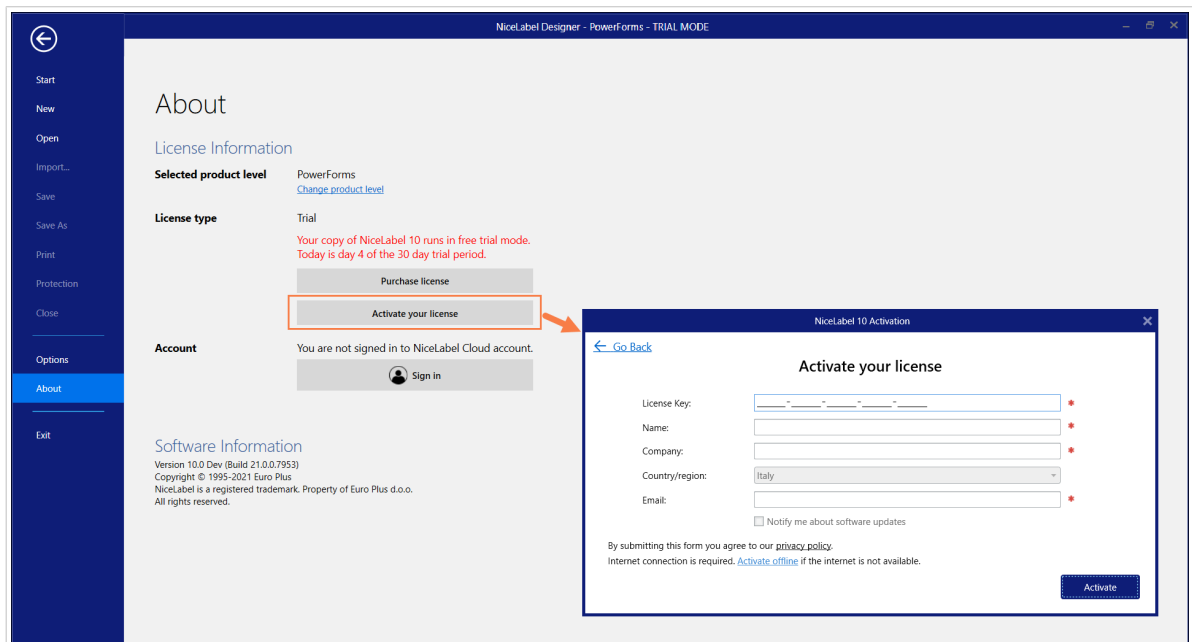 NiceLabel Designer - PowerForms - TRIAL MODE
Start
New
Open
Import...
Save
Save As
Print
Protection
Close
Options
About
Exit
About
License Information
Selected product level
PowerForms
Change product level
License type
Trial
Your copy of NiceLabel 10 runs in free trial mode.
Today is day 4 of the 30 day trial period.
Purchase license
Activate your license
Account
You are not signed in to NiceLabel Cloud account.
Sign in
Software Information
Version 10.0 Dev (Build 21.0.0.7953)
Copyright © 1995-2021 Euro Plus
NiceLabel is a registered trademark. Property of Euro Plus d.o.o.
All rights reserved.
NiceLabel 10 Activation
Go Back
Activate your license
License Key: _____-_____-_____-_____-_____ *
Name: *
Company: *
Country/region: Italy
Email: *
Notify me about software updates
By submitting this form you agree to our privacy policy.
Internet connection is required. Activate offline if the internet is not available.
Activate